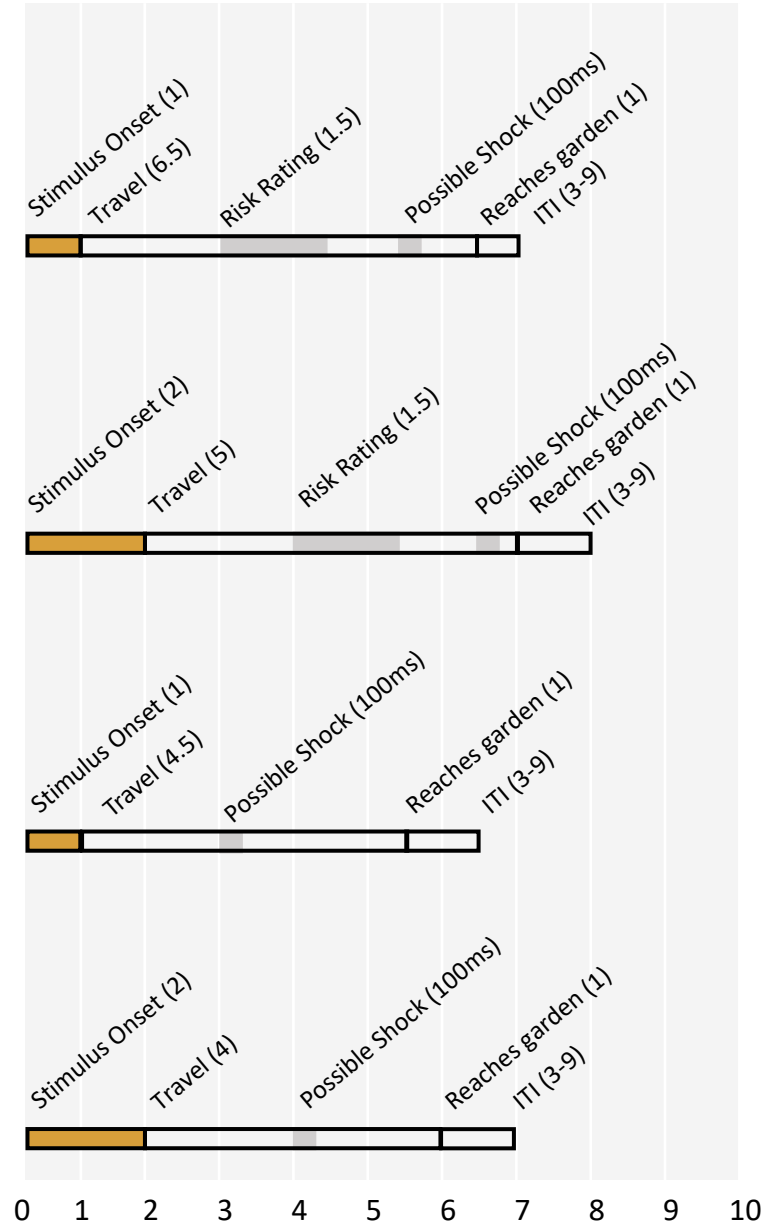 Stimulus Onset (1)
Travel (6.5)
Risk Rating (1.5)
Possible Shock (100ms)
Reaches garden (1)
ITI (3-9)
Stimulus Onset (2)
Travel (5)
Risk Rating (1.5)
Possible Shock (100ms)
Reaches garden (1)
ITI (3-9)
Stimulus Onset (1)
Travel (4.5)
Possible Shock (100ms)
Reaches garden (1)
ITI (3-9)
Stimulus Onset (2)
Travel (4)
Possible Shock (100ms)
Reaches garden (1)
ITI (3-9)
0 1 2 3 4 5 6 7 8 9 10